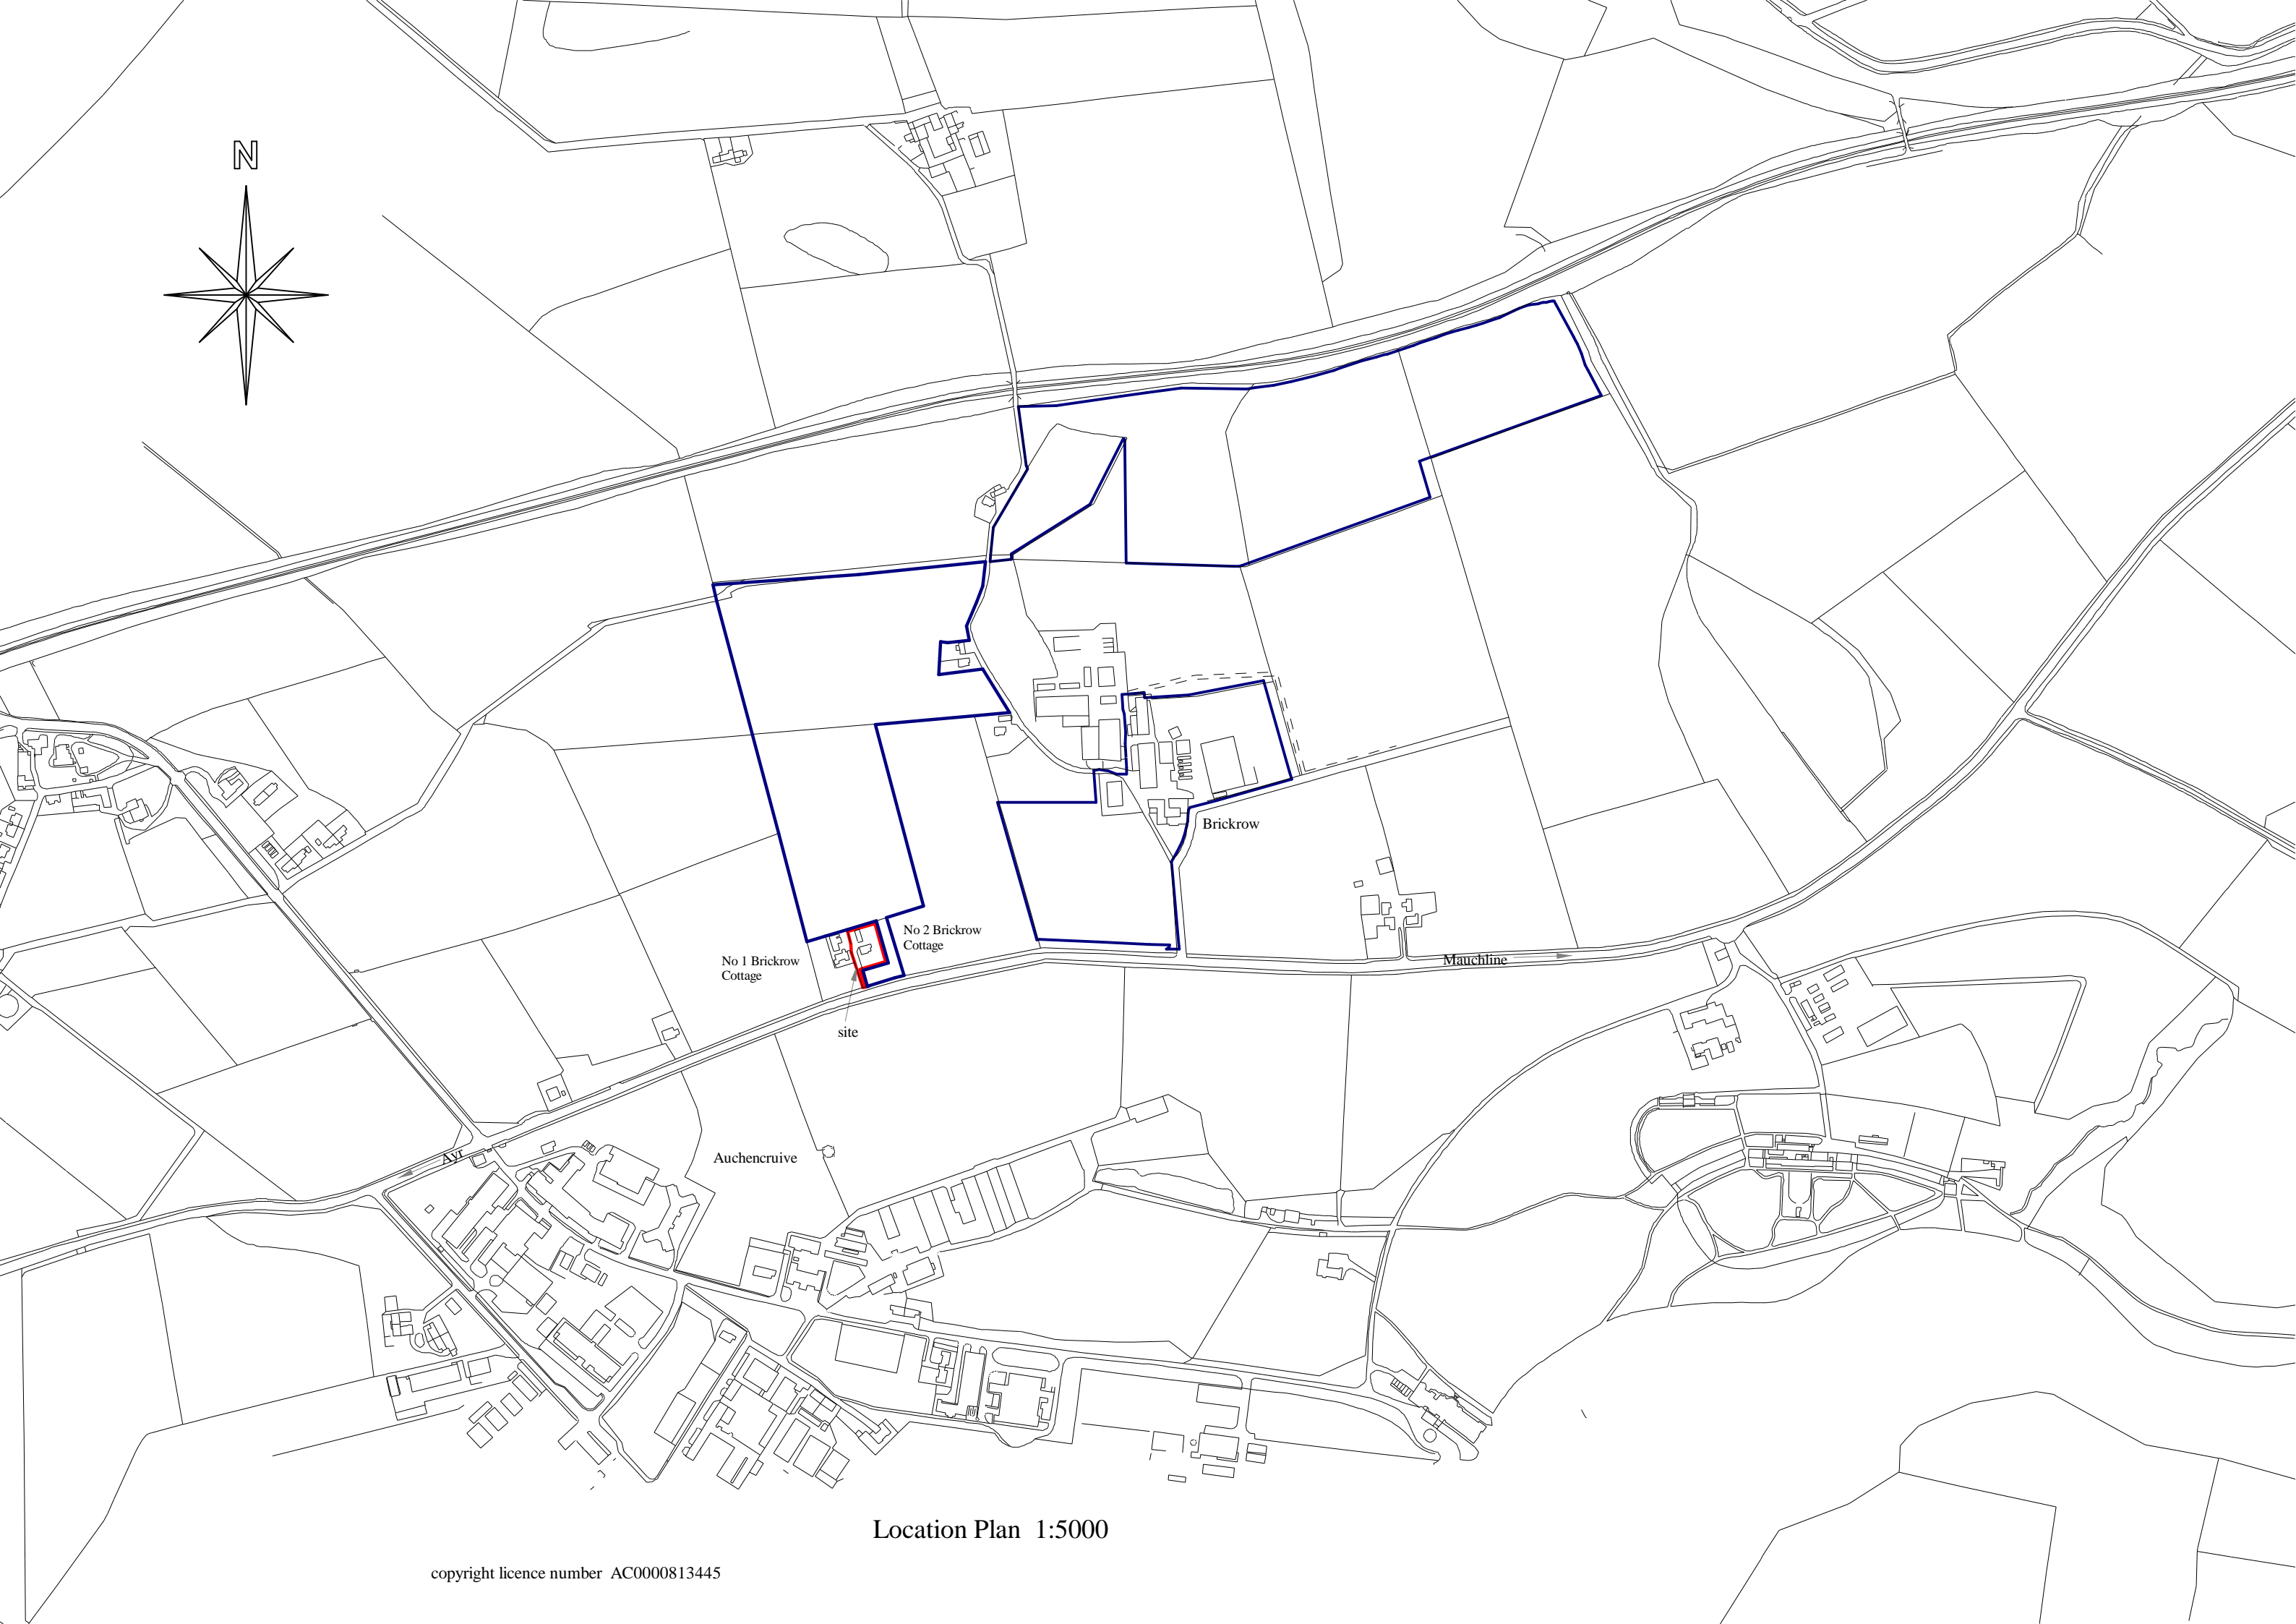 N
Brickrow
No 2 Brickrow
Cottage
No 1 Brickrow
Cottage
Mauchline
site
Ayr
Auchencruive
Location Plan 1:5000
copyright licence number AC0000813445